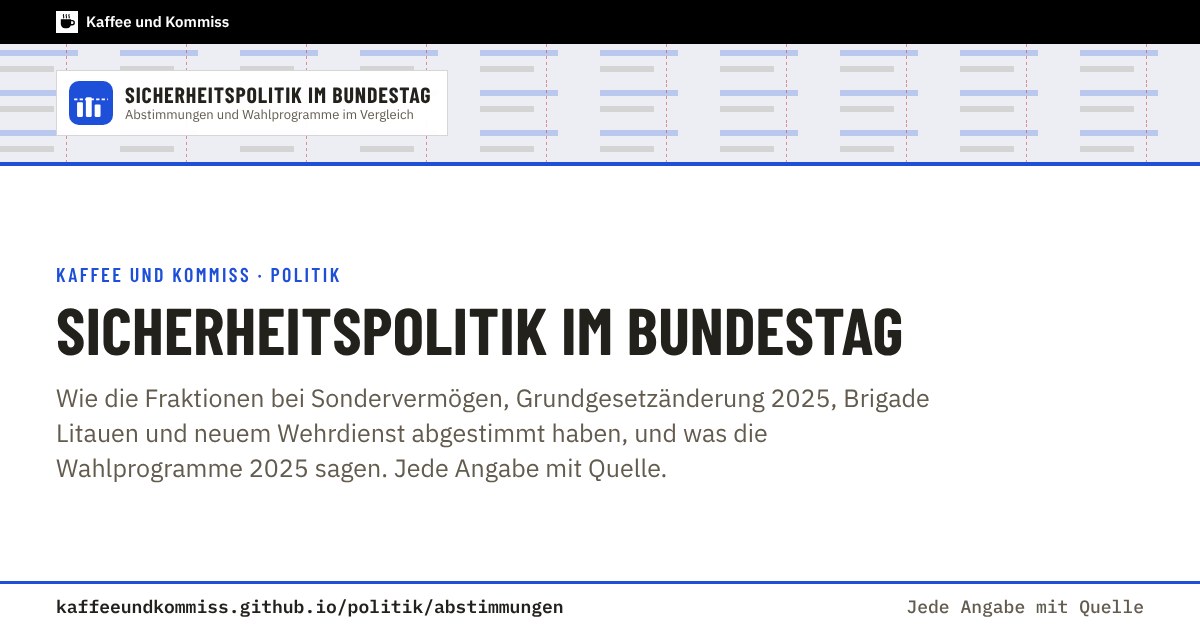 Kaffee und Kommiss
SICHERHEITSPOLITIK IM BUNDESTAG
Abstimmungen und Wahlprogramme im Vergleich
KAFFEE UND KOMMISS · POLITIK
SICHERHEITSPOLITIK IM BUNDESTAG
Wie die Fraktionen bei Sondervermögen, Grundgesetzänderung 2025, Brigade
Litauen und neuem Wehrdienst abgestimmt haben, und was die
Wahlprogramme 2025 sagen. Jede Angabe mit Quelle.
kaffeeundkommiss.github.io/politik/abstimmungen
Jede Angabe mit Quelle